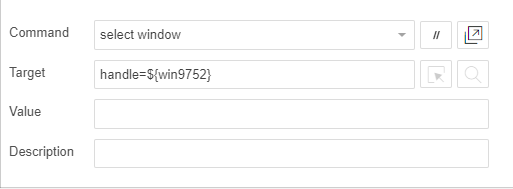 Command select window //
Target handle=${win9752}
Value
Description